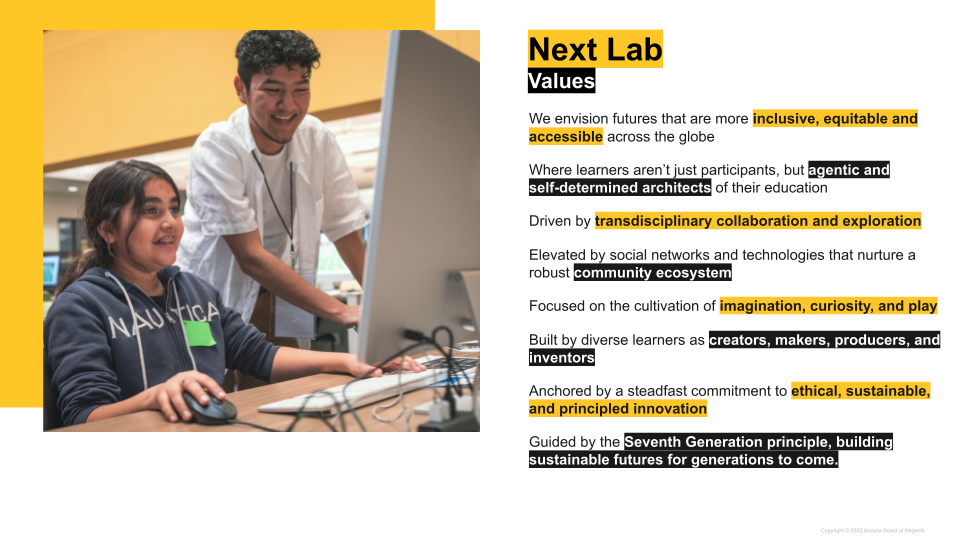 Next Lab
Values
We envision futures that are more inclusive, equitable and
accessible across the globe
Where learners aren’t just participants, but agentic and
self-determined architects of their education
Driven by transdisciplinary collaboration and exploration
Elevated by social networks and technologies that nurture a
robust community ecosystem
Focused on the cultivation of imagination, curiosity, and play
Built by diverse learners as creators, makers, producers, and
inventors
Anchored by a steadfast commitment to ethical, sustainable,
and principled innovation
Guided by the Seventh Generation principle, building
sustainable futures for generations to come.
NAUTICA
Copyright © 2022 Arizona Board of Regents